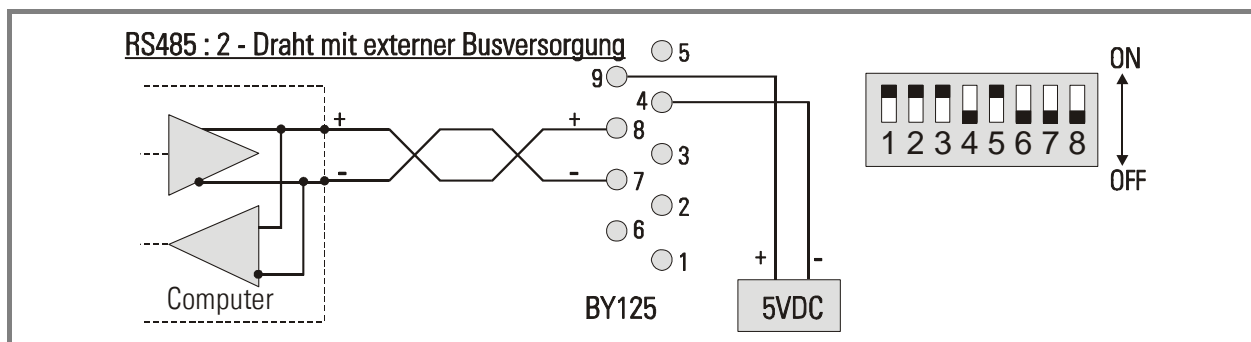 RS485 : 2 - Draht mit externer Busversorgung
5
9
4
ON
+
+
8
1 2 3 4 5 6 7 8
3
-
-
7
OFF
2
6
+
-
1
Computer
BY125
5VDC